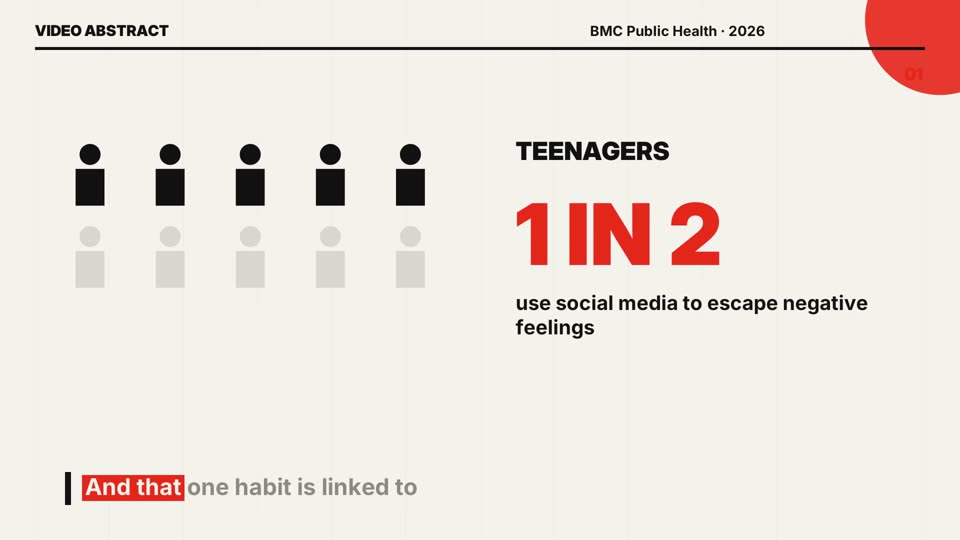 VIDEO ABSTRACT
BMC Public Health · 2026
01
TEENAGERS
1 IN 2
use social media to escape negative
feelings
And that one habit is linked to